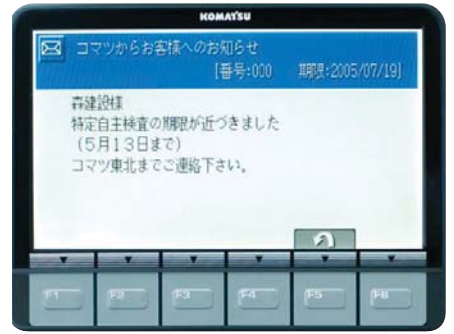 KOMATSU
コマツからお客様へのお知らせ
[番号:000 期限:2005/07/19]
森建設様
特定自主検査の期限が近づきました
(5月13日まで)
コマツ東北までご連絡下さい。
F1 F2 F3 F4 F5 F6